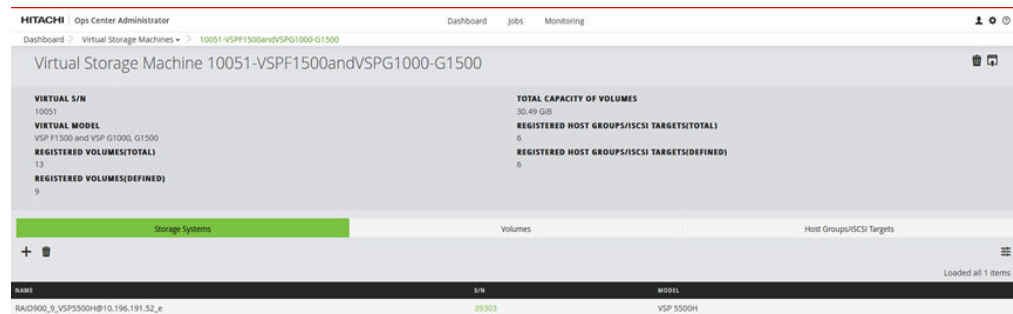 HITACHI Ops Center Administrator Dashboard Jobs Monitoring
Dashboard > Virtual Storage Machines > 10051-VSPF1500andVSPG1000-G1500
Virtual Storage Machine 10051-VSPF1500andVSPG1000-G1500
VIRTUAL S/N
10051
VIRTUAL MODEL
VSP F1500 and VSP G1000, G1500
REGISTERED VOLUMES(TOTAL)
13
REGISTERED VOLUMES(DEFINED)
9
TOTAL CAPACITY OF VOLUMES
30.49 GiB
REGISTERED HOST GROUPS/ISCSI TARGETS(TOTAL)
6
REGISTERED HOST GROUPS/ISCSI TARGETS(DEFINED)
6
Storage Systems Volumes Host Groups/iSCSI Targets
Loaded all 1 items
NAME S/N MODEL
RAID900_9_VSP5500H@10.196.191.52_e 39303 VSP 5500H